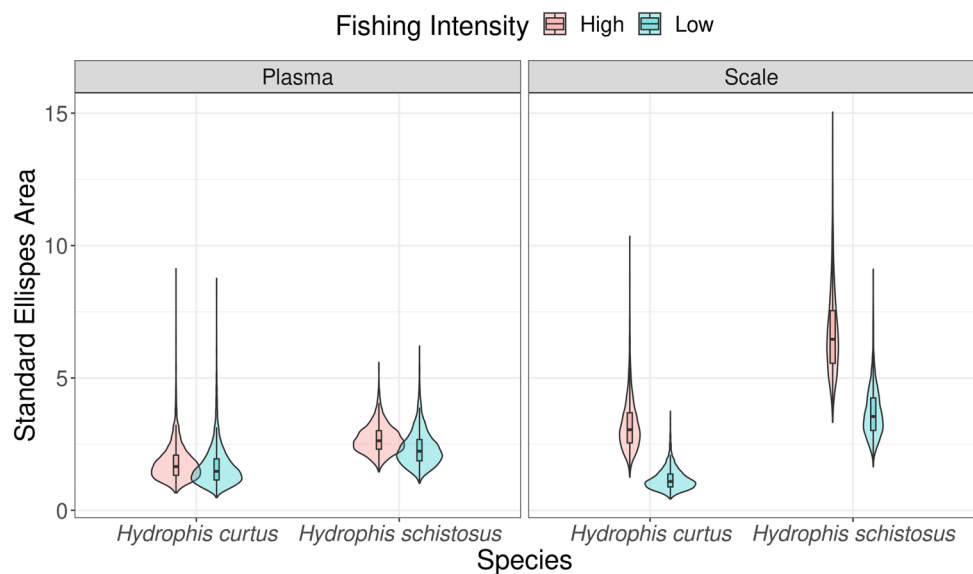 Fishing Intensity High Low
Plasma Scale
15
10
5
0
Standard Ellispes Area
Hydrophis curtus Hydrophis schistosus Hydrophis curtus Hydrophis schistosus
Species